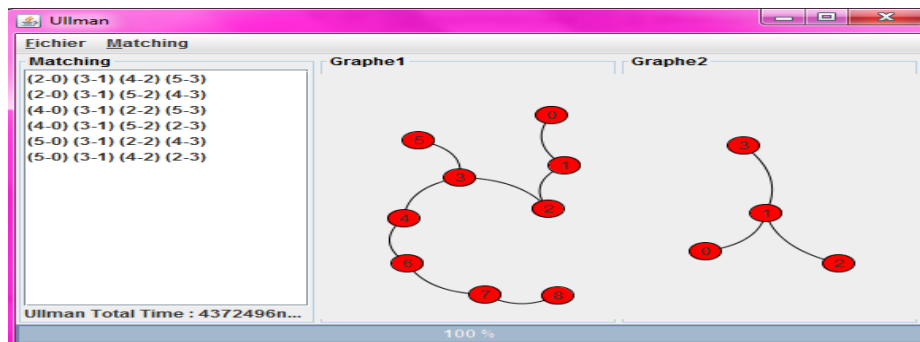 Ullman
Fichier Matching
Matching
(2-0) (3-1) (4-2) (5-3)
(2-0) (3-1) (5-2) (4-3)
(4-0) (3-1) (2-2) (5-3)
(4-0) (3-1) (5-2) (2-3)
(5-0) (3-1) (2-2) (4-3)
(5-0) (3-1) (4-2) (2-3)
Ullman Total Time : 4372496n...
Graphe1
0
5
1
3
2
4
6
7 8
Graphe2
3
1
0
2
100 %